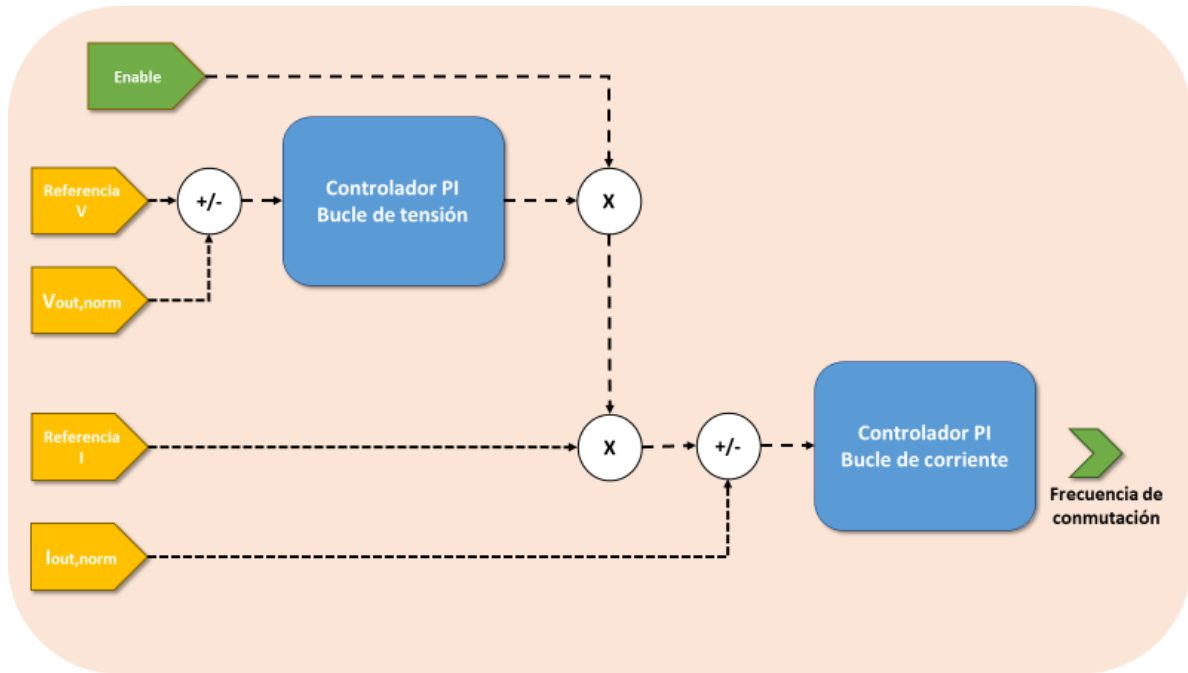 Enable
Referencia
V
+/-
Controlador PI
Bucle de tensión
X
Vout,norm
Referencia
I
X
+/-
Controlador PI
Bucle de corriente
Frecuencia de
conmutación
Iout,norm